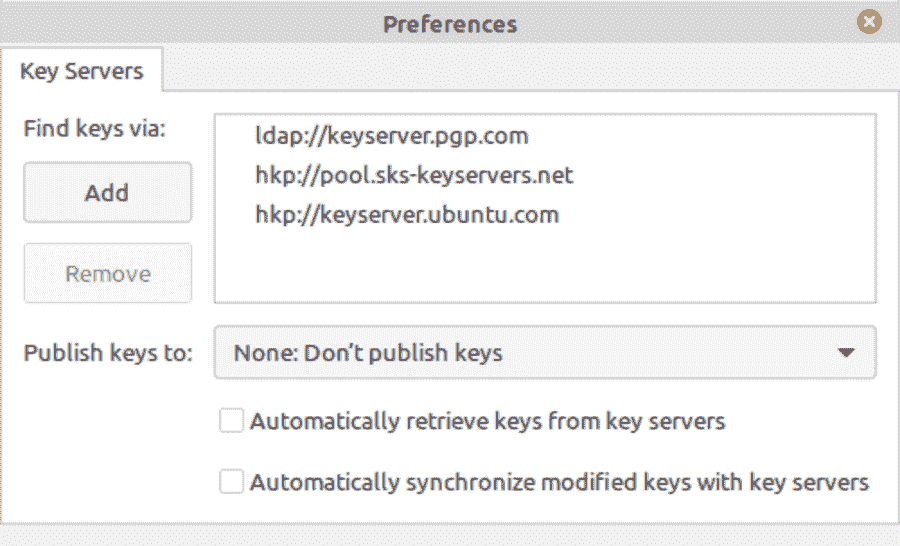 Preferences
Key Servers
Find keys via:
Add
Remove
ldap://keyserver.pgp.com
hkp://pool.sks-keyservers.net
hkp://keyserver.ubuntu.com
Publish keys to:
None: Don’t publish keys
Automatically retrieve keys from key servers
Automatically synchronize modified keys with key servers